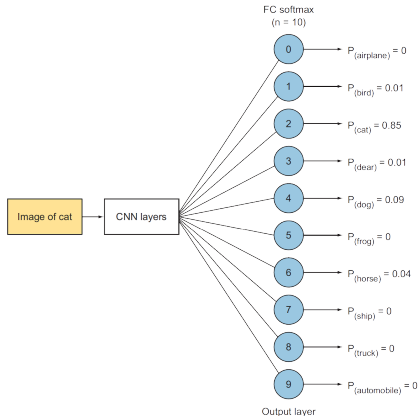 FC softmax
(n = 10)
0
P(airplane) = 0
1
P(bird) = 0.01
2
P(cat) = 0.85
3
P(dear) = 0.01
Image of cat
CNN layers
4
P(dog) = 0.09
5
P(frog) = 0
6
P(horse) = 0.04
7
P(ship) = 0
8
P(truck) = 0
9
P(automobile) = 0
Output layer